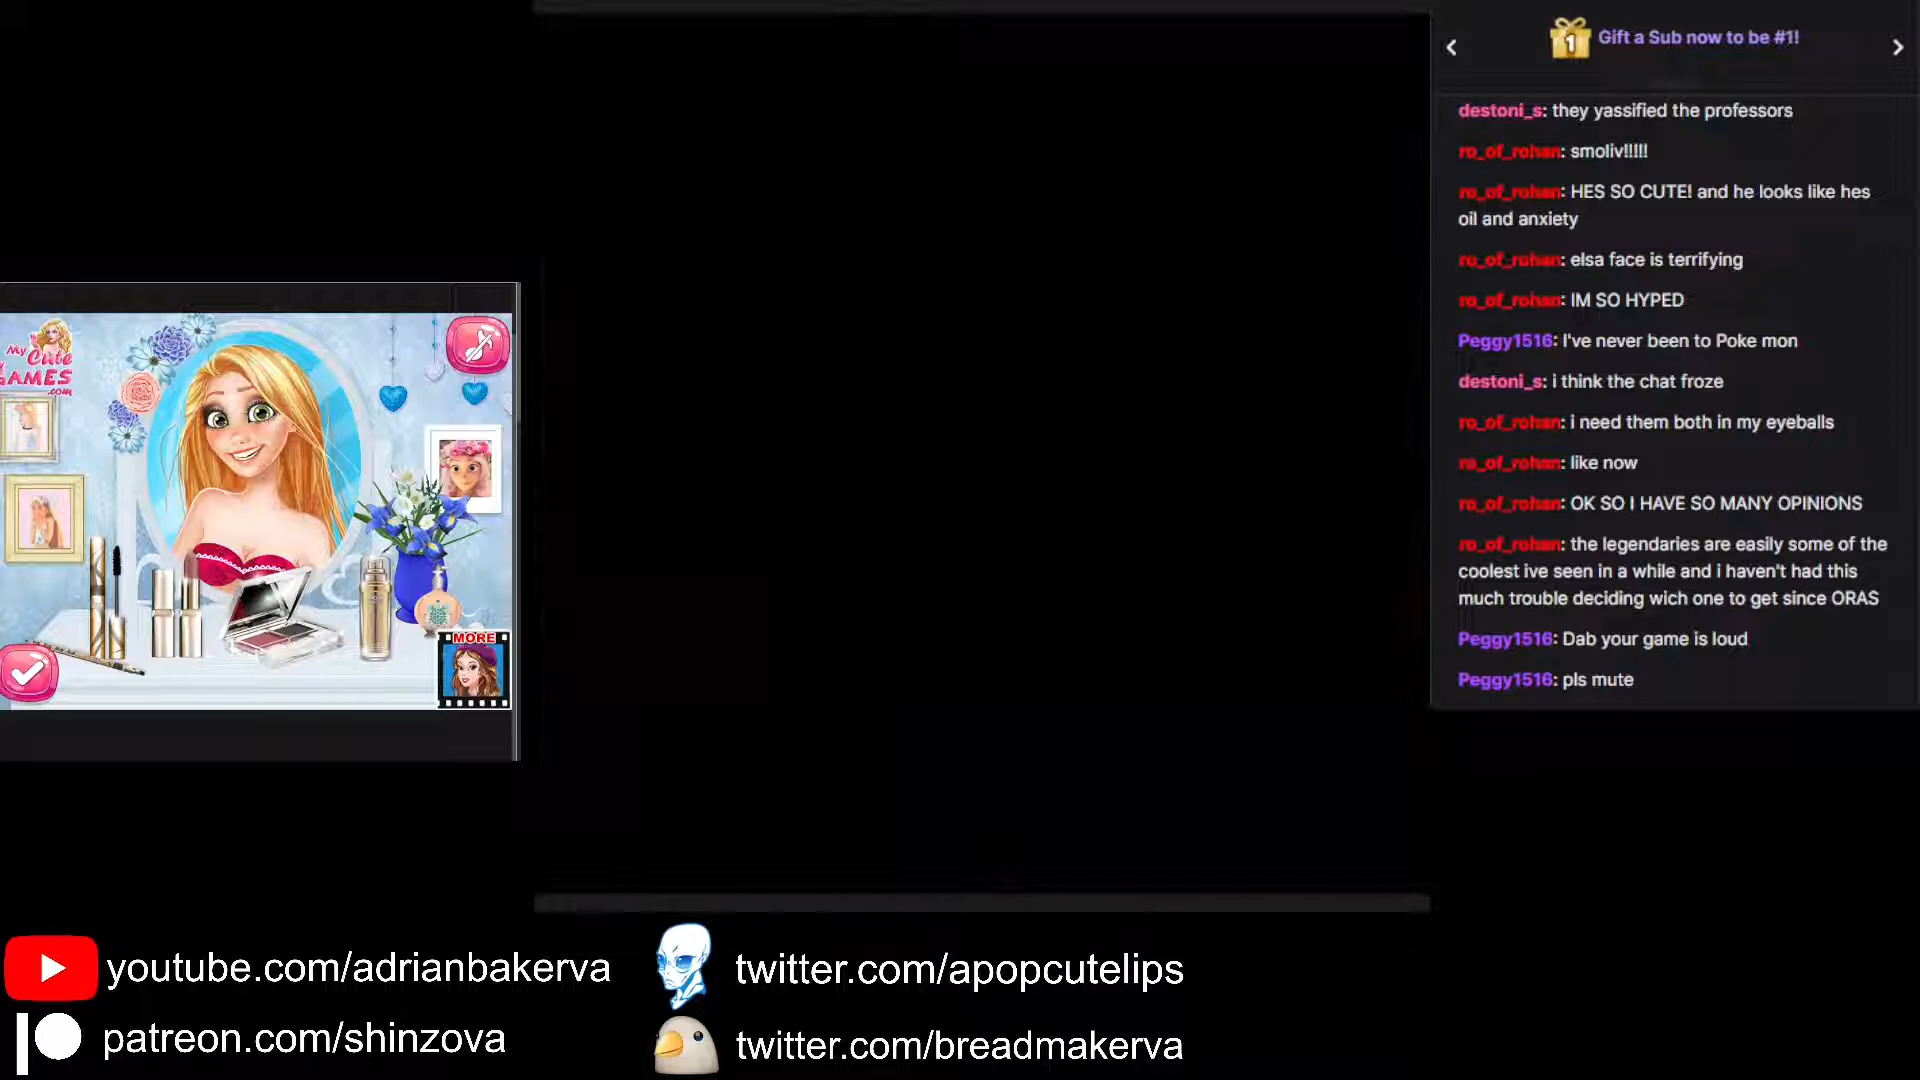 Gift a Sub now to be #1!
1
destoni_s: they yassified the professors
ro_of_rohan: smoliv!!!!!
ro_of_rohan: HES SO CUTE! and he looks like hes
oil and anxiety
ro_of_rohan: elsa face is terrifying
ro_of_rohan: IM SO HYPED
Peggy1516: I've never been to Poke mon
destoni_s: i think the chat froze
ro_of_rohan: i need them both in my eyeballs
ro_of_rohan: like now
ro_of_rohan: OK SO I HAVE SO MANY OPINIONS
ro_of_rohan: the legendaries are easily some of the
coolest ive seen in a while and i haven't had this
much trouble deciding wich one to get since ORAS
Peggy1516: Dab your game is loud
Peggy1516: pls mute
My
Cute
GAMES
.com
MORE
youtube.com/adrianbakerva
twitter.com/apopcutelips
patreon.com/shinzova
twitter.com/breadmakerva